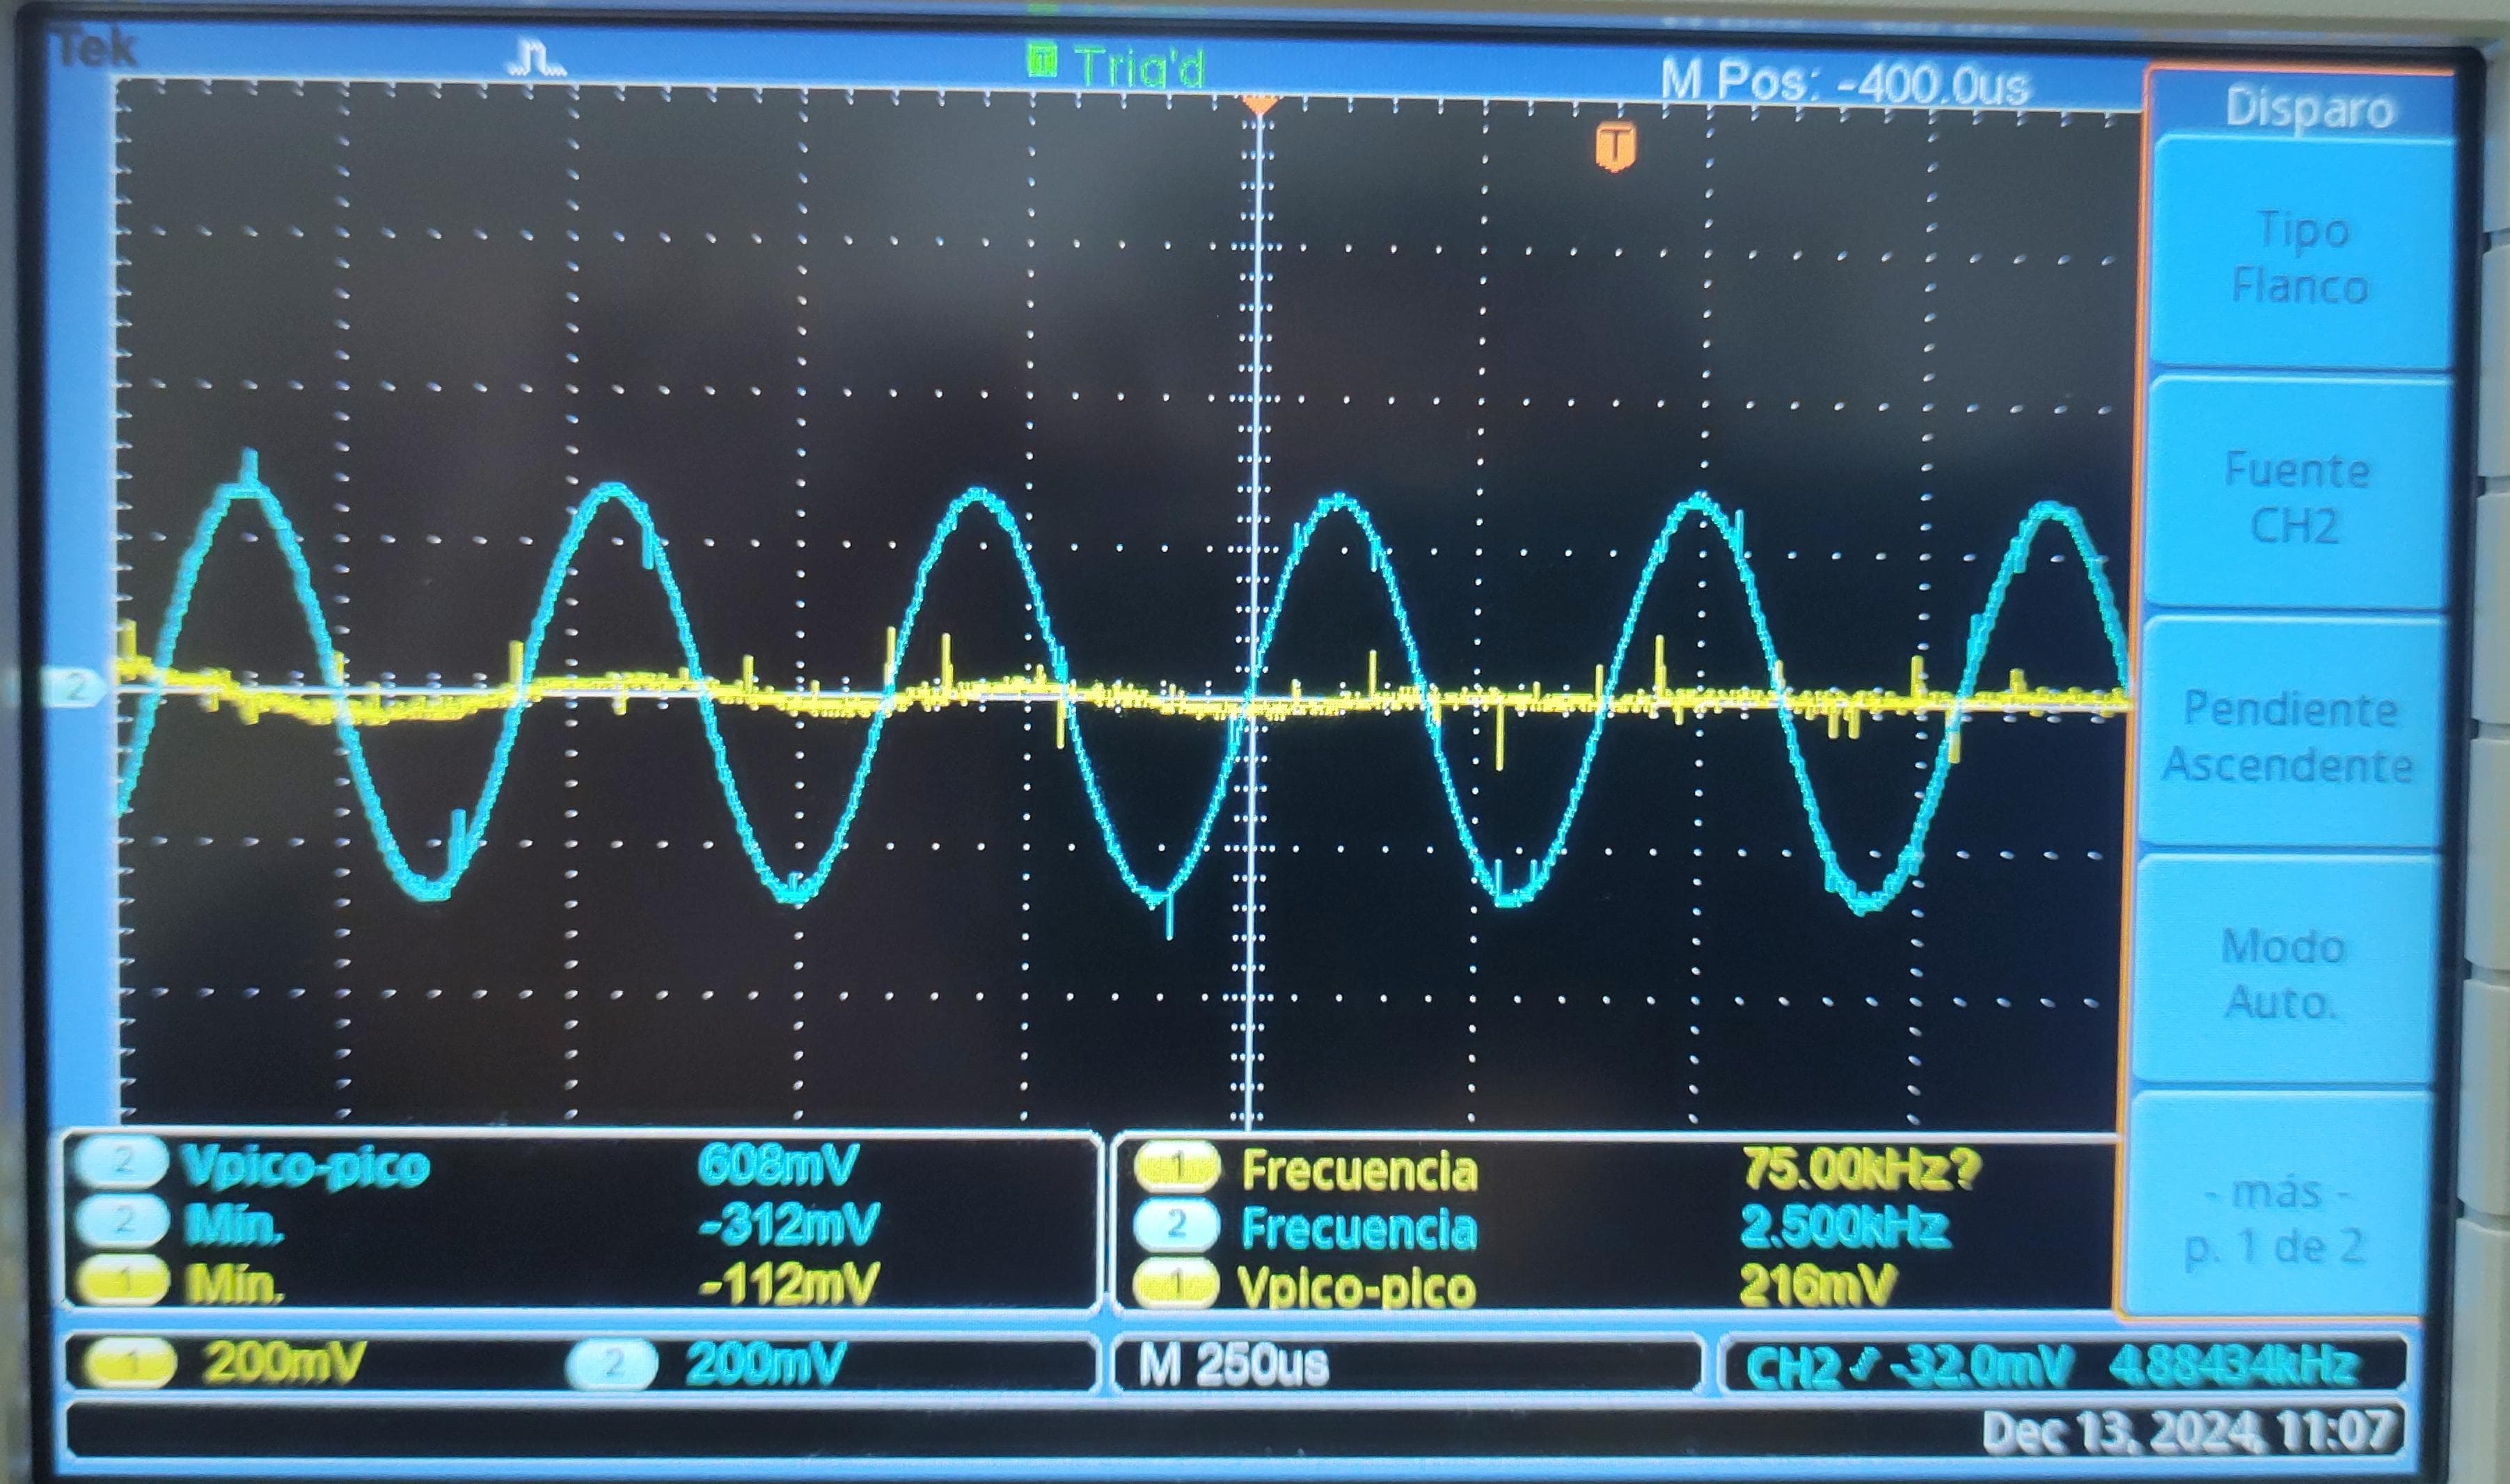 Tek
T Trig'd
M Pos: -400.0us
T
2
Disparo
Tipo
Flanco
Fuente
CH2
Pendiente
Ascendente
Modo
Auto.
- más -
p. 1 de 2
2 Vpico-pico 608mV
2 Mín. -312mV
1 Mín. -112mV
1 Frecuencia 75.00kHz?
2 Frecuencia 2.500kHz
1 Vpico-pico 216mV
1 200mV 2 200mV
M 250us
CH2 -32.0mV 4.88434kHz
Dec 13, 2024, 11:07